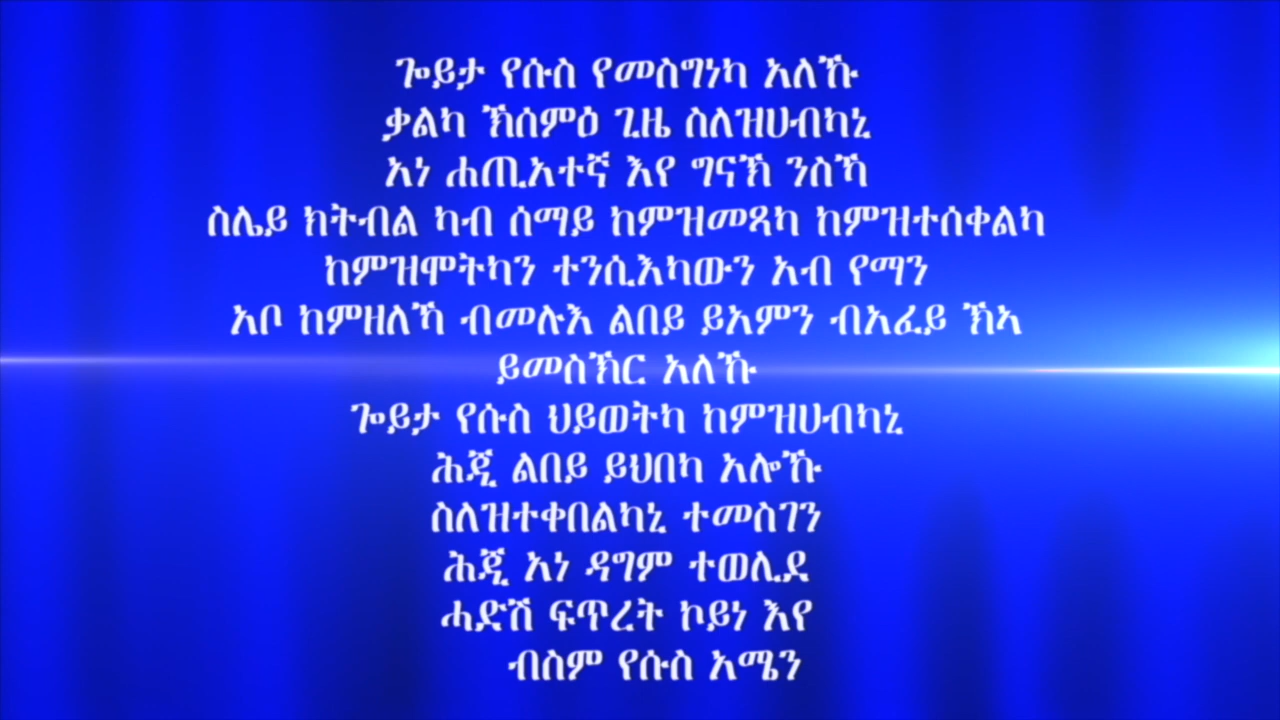 ጐይታ የሱስ የመስግነካ አለኹ
ቃልካ ኽሰምዕ ጊዜ ስለዝሀብካኒ
አነ ሐጢአተኛ እየ ግናኽ ንስኻ
ስሌይ ክትብል ካብ ሰማይ ከምዝመጻካ ከምዝተሰቀልካ
ከምዝሞትካን ተንሲእካውን አብ የማን
አቦ ከምዘለኻ ብመሉእ ልበይ ይአምን ብአፈይ ኽኣ
ይመስኽር አለኹ
ጐይታ የሱስ ህይወትካ ከምዝሀብካኒ
ሕጂ ልበይ ይህበካ አሎኹ
ስለዝተቀበልካኒ ተመስገን
ሕጂ አነ ዳግም ተወሊደ
ሓድሽ ፍጥረት ኮይነ እየ
ብስም የሱስ አሜን